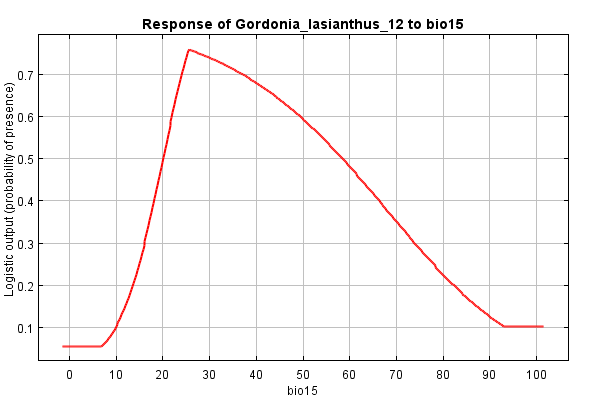 Response of Gordonia_lasianthus_12 to bio15
Logistic output (probability of presence)
0.7
0.6
0.5
0.4
0.3
0.2
0.1
0 10 20 30 40 50 60 70 80 90 100
bio15